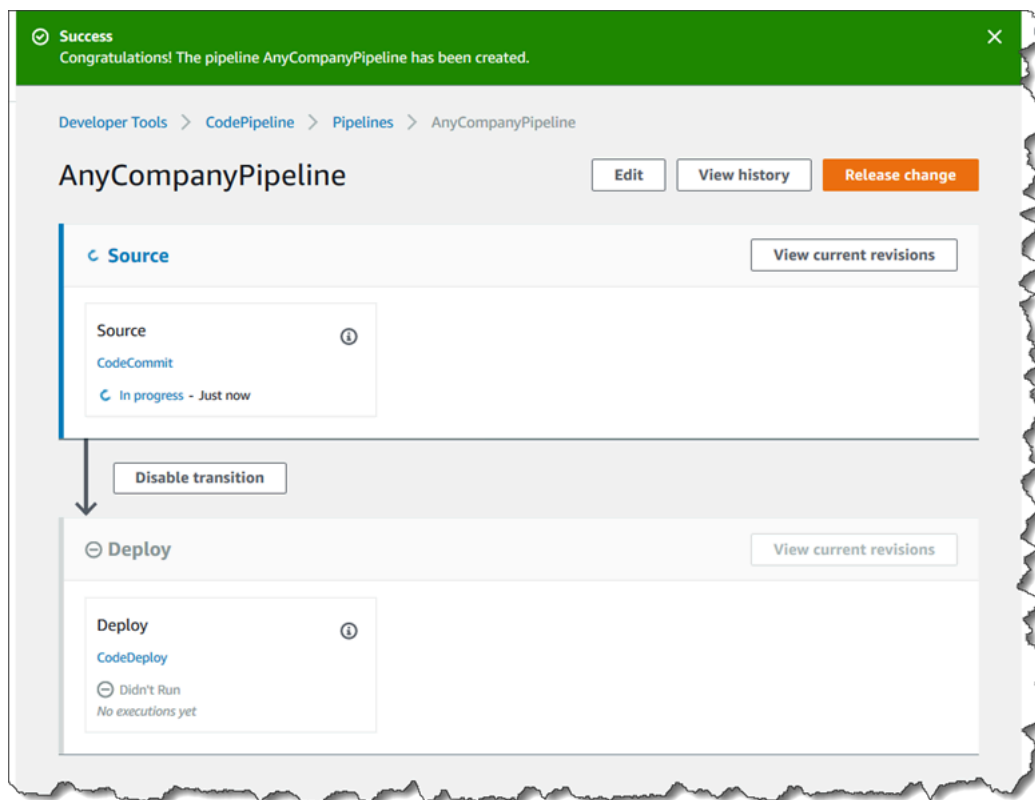 Success
Congratulations! The pipeline AnyCompanyPipeline has been created.
Developer Tools > CodePipeline > Pipelines > AnyCompanyPipeline
AnyCompanyPipeline
Edit
View history
Release change
Source
View current revisions
Source
CodeCommit
In progress - Just now
Disable transition
Deploy
View current revisions
Deploy
CodeDeploy
Didn't Run
No executions yet